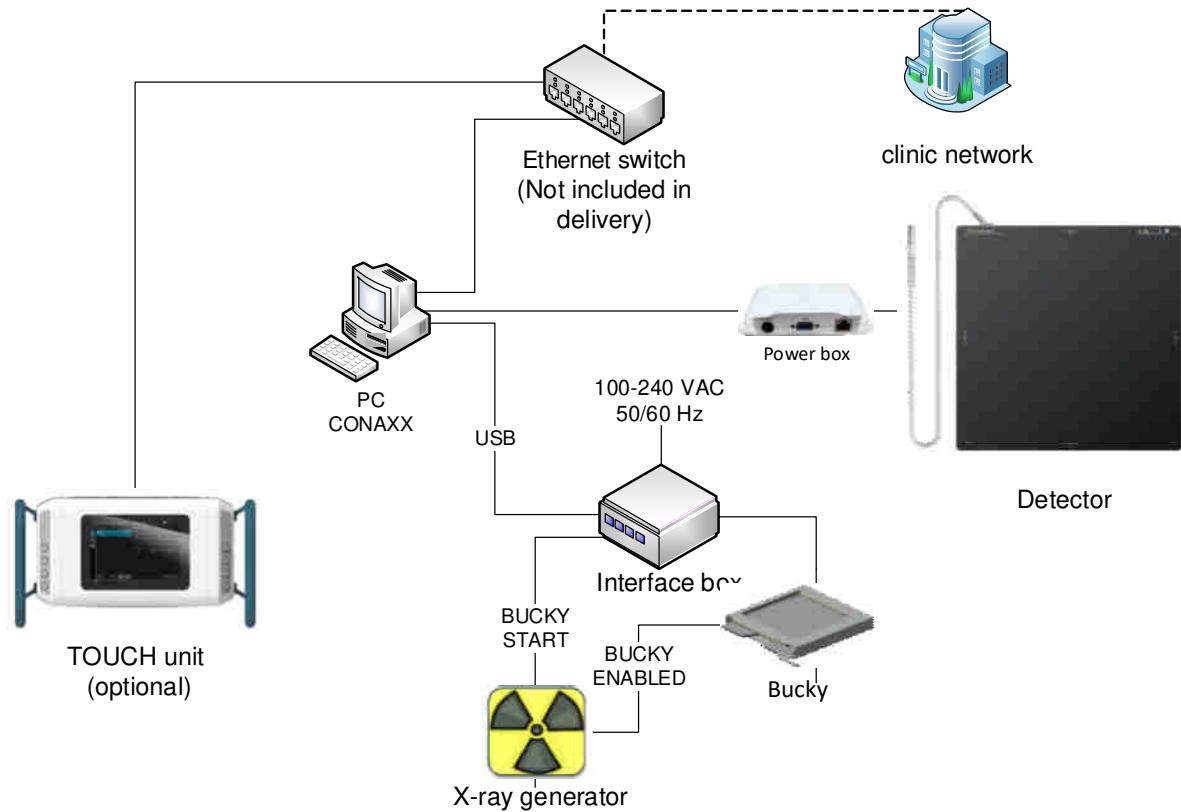 Ethernet switch
(Not included in
delivery)
clinic network
Power box
PC
CONAXX
100-240 VAC
50/60 Hz
USB
Detector
Interface box
BUCKY
START
BUCKY
ENABLED
Bucky
TOUCH unit
(optional)
X-ray generator